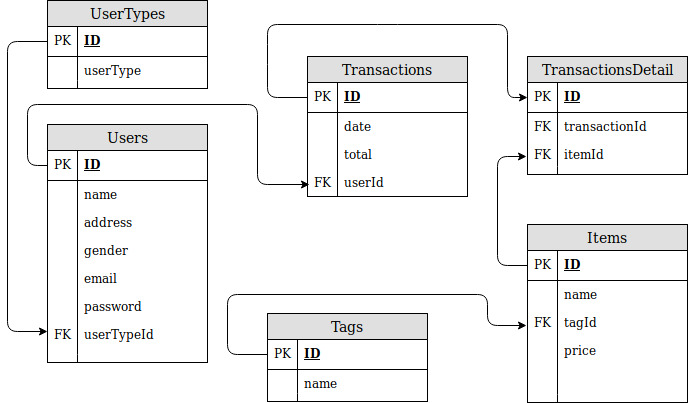 UserTypes
PK ID
userType
Users
PK ID
name
address
gender
email
password
FK userTypeId
Transactions
PK ID
date
total
FK userId
TransactionsDetail
PK ID
FK transactionId
FK itemId
Items
PK ID
name
FK tagId
price
Tags
PK ID
name